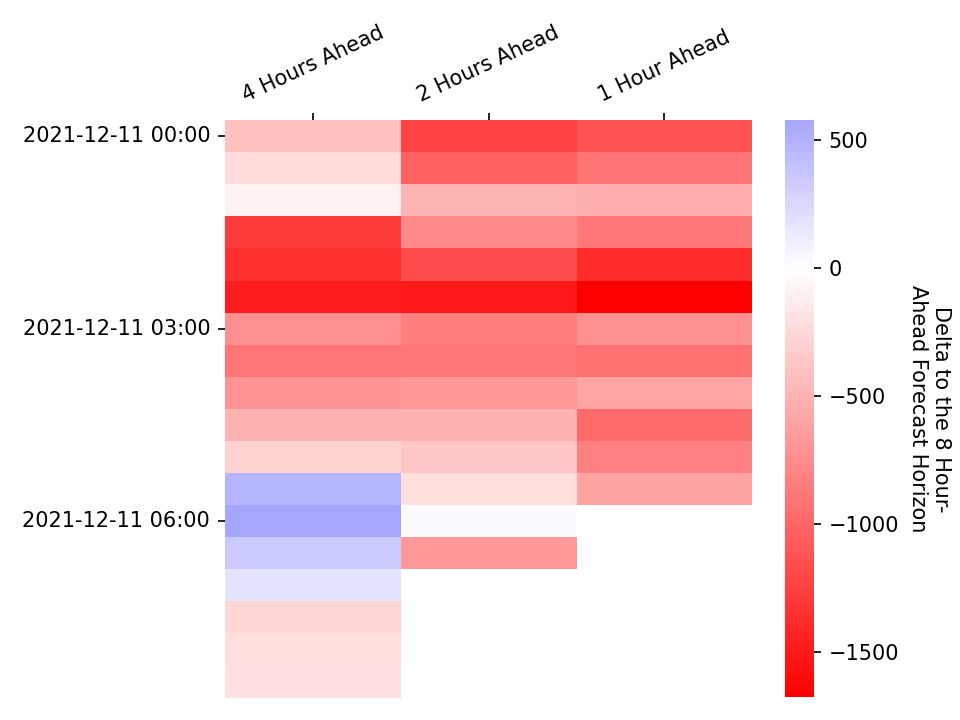 4 Hours Ahead
2 Hours Ahead
1 Hour Ahead
2021-12-11 00:00
2021-12-11 03:00
2021-12-11 06:00
500
0
−500
−1000
−1500
Delta to the 8 Hour-
Ahead Forecast Horizon